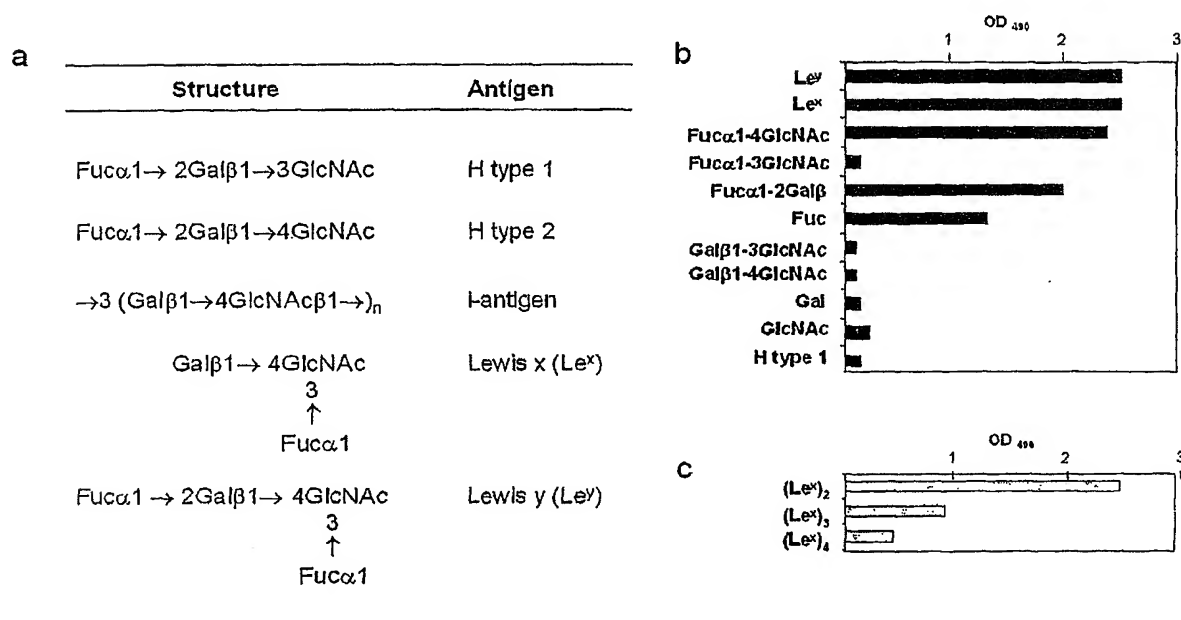 a
Structure Antigen
Fucα1→ 2Galβ1→3GlcNAc H type 1
Fucα1→ 2Galβ1→4GlcNAc H type 2
→3 (Galβ1→4GlcNAcβ1→)n i-antigen
Galβ1→ 4GlcNAc Lewis x (Lex)
3
↑
Fucα1
Fucα1 → 2Galβ1→ 4GlcNAc Lewis y (Ley)
3
↑
Fucα1
b
OD 490
1 2 3
Ley
Lex
Fucα1-4GlcNAc
Fucα1-3GlcNAc
Fucα1-2Galβ
Fuc
Galβ1-3GlcNAc
Galβ1-4GlcNAc
Gal
GlcNAc
H type 1
c
OD 490
1 2 3
(Lex)2
(Lex)3
(Lex)4